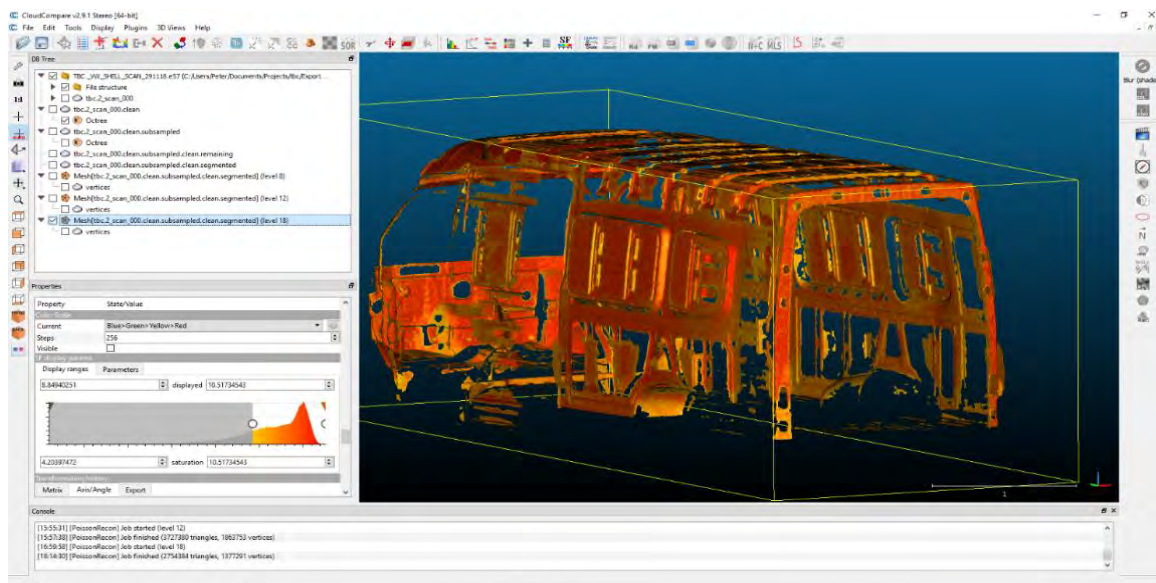 CloudCompare v2.9.1 Stereo [64-bit]
File Edit Tools Display Plugins 3D Views Help
SOR
SF
N+C MLS
DB Tree
File structure
tbc.2_scan_000.clean
Octree
tbc.2_scan_000.clean.subsampled
Octree
tbc.2_scan_000.clean.subsampled.clean.remaining
tbc.2_scan_000.clean.subsampled.clean.segmented
Mesh[tbc.2_scan_000.clean.subsampled.clean.segmented] (level 8)
vertices
Mesh[tbc.2_scan_000.clean.subsampled.clean.segmented] (level 12)
vertices
Mesh[tbc.2_scan_000.clean.subsampled.clean.segmented] (level 18)
vertices
Properties
Property State/Value
Color Scale
Current Blue>Green>Yellow>Red
Steps 256
Visible
SF display params
Display ranges Parameters
8.84940251 displayed 10.51734543
4.20397472 saturation 10.51734543
Matrix Axis/Angle Export
1
Console
[15:55:31] [PoissonRecon] Job started (level 12)
[15:57:38] [PoissonRecon] Job finished (3727380 triangles, 1863753 vertices)
[16:59:58] [PoissonRecon] Job started (level 18)
[18:14:30] [PoissonRecon] Job finished (2754384 triangles, 1377291 vertices)